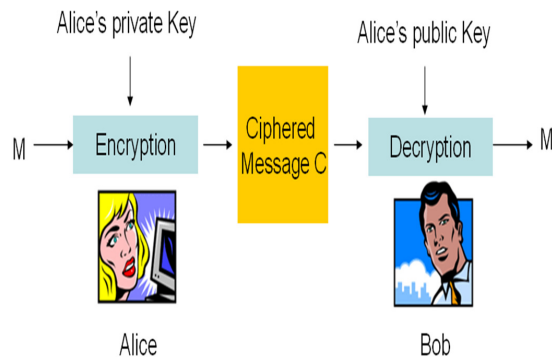 Alice's private Key
Alice's public Key
M
Encryption
Ciphered
Message C
Decryption
M
Alice
Bob